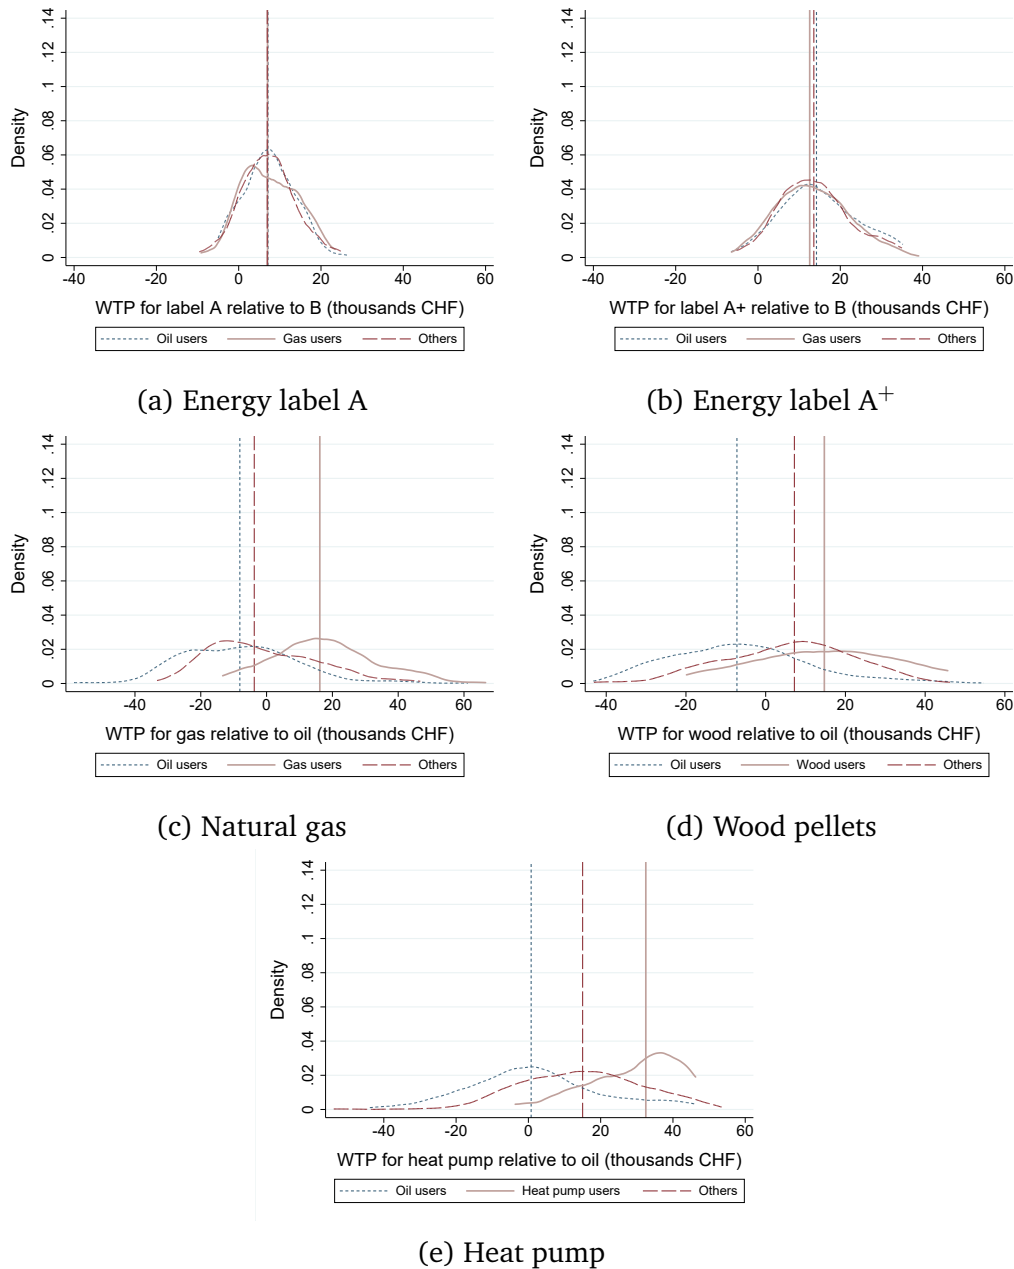 .14
.12
.1
.08
.06
.04
.02
0
Density
-40 -20 0 20 40 60
WTP for label A relative to B (thousands CHF)
Oil users Gas users Others
(a) Energy label A
.14
.12
.1
.08
.06
.04
.02
0
Density
-40 -20 0 20 40 60
WTP for label A+ relative to B (thousands CHF)
Oil users Gas users Others
(b) Energy label A⁺
.14
.12
.1
.08
.06
.04
.02
0
Density
-40 -20 0 20 40 60
WTP for gas relative to oil (thousands CHF)
Oil users Gas users Others
(c) Natural gas
.14
.12
.1
.08
.06
.04
.02
0
Density
-40 -20 0 20 40 60
WTP for wood relative to oil (thousands CHF)
Oil users Wood users Others
(d) Wood pellets
.14
.12
.1
.08
.06
.04
.02
0
Density
-40 -20 0 20 40 60
WTP for heat pump relative to oil (thousands CHF)
Oil users Heat pump users Others
(e) Heat pump